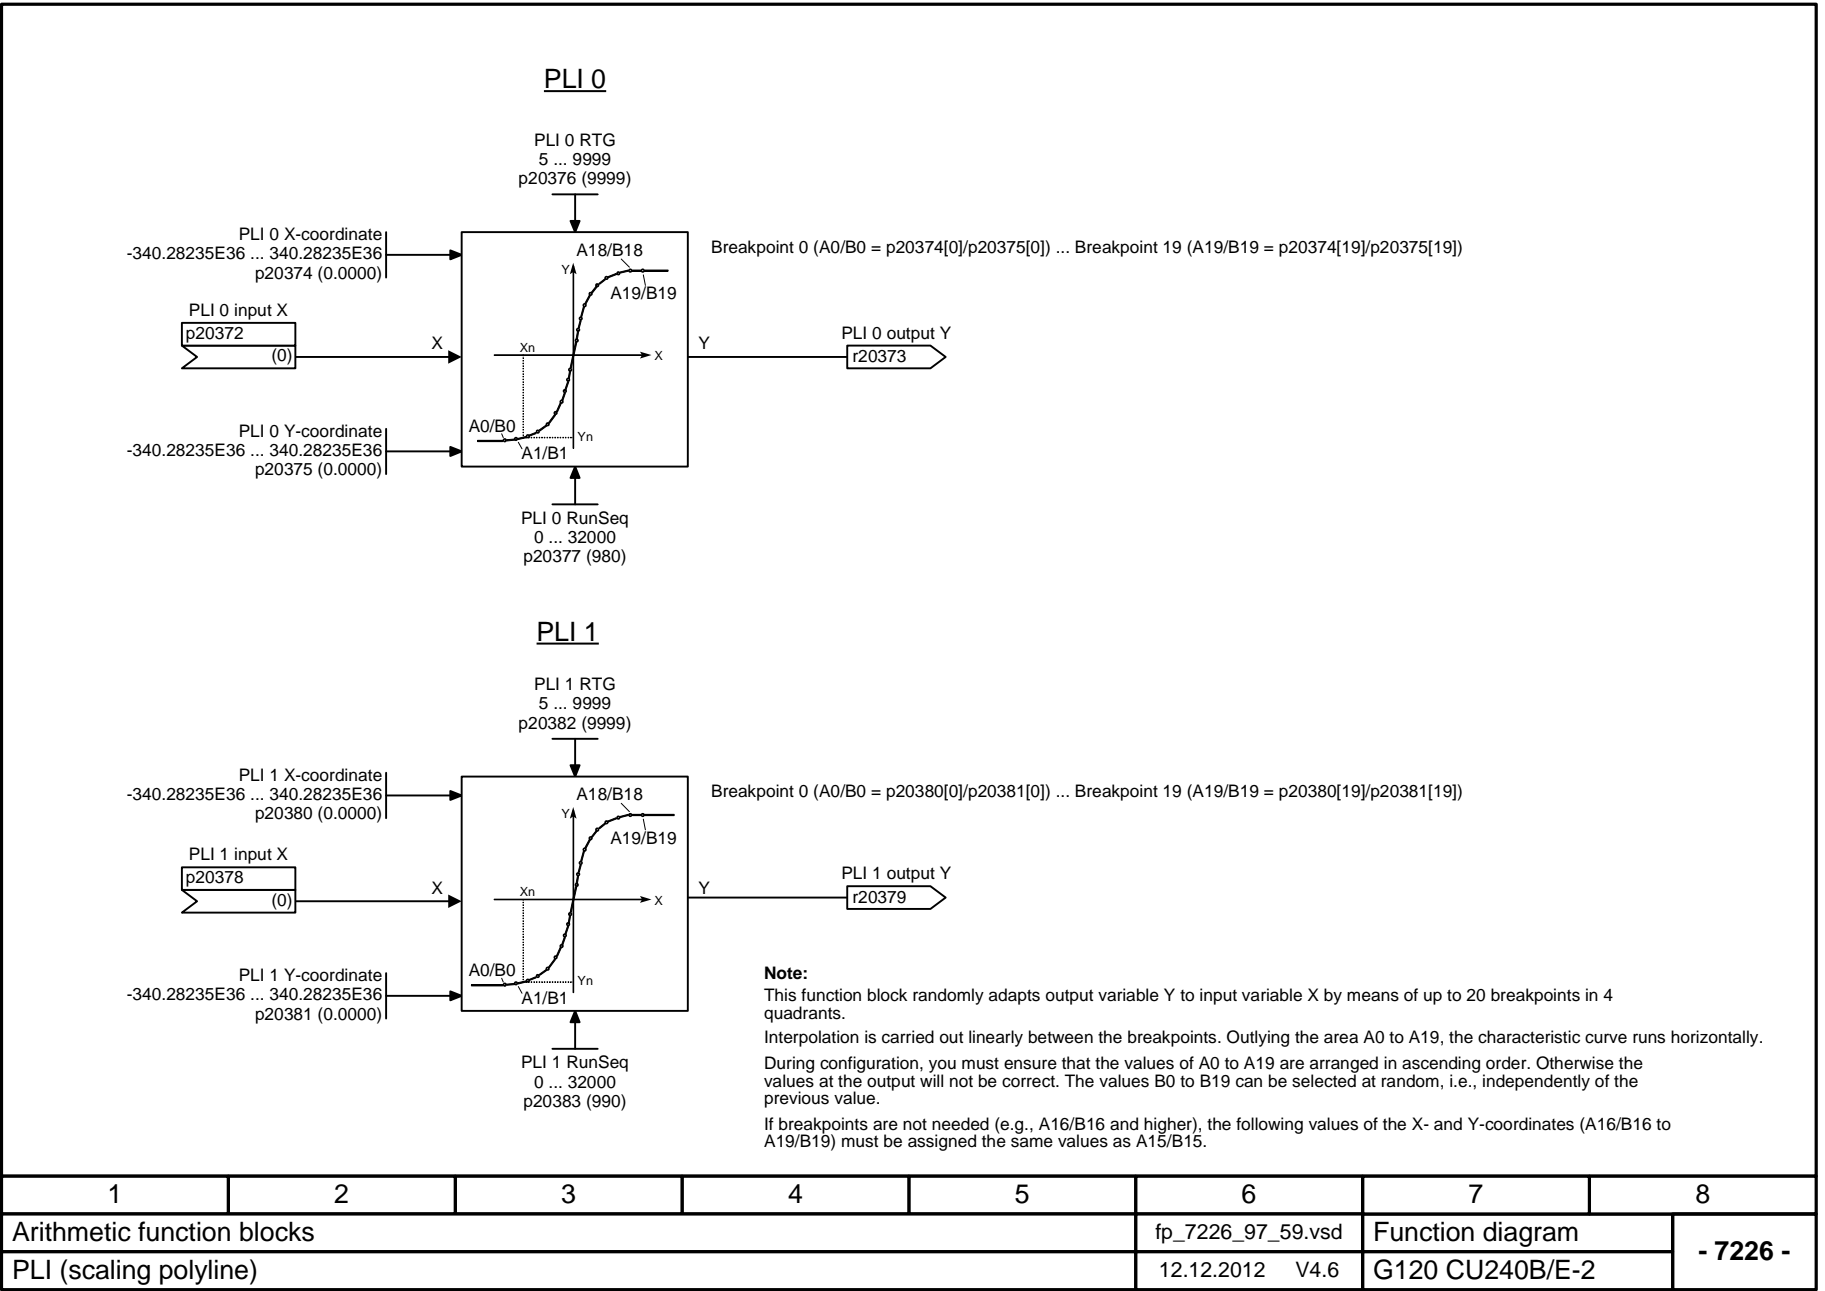 PLI 0
PLI 0 RTG
5 ... 9999
p20376 (9999)
PLI 0 X-coordinate
-340.28235E36 ... 340.28235E36
p20374 (0.0000)
PLI 0 input X
p20372
(0)
X
PLI 0 Y-coordinate
-340.28235E36 ... 340.28235E36
p20375 (0.0000)
A18/B18
Y
A19/B19
Xn
X
A0/B0
Yn
A1/B1
Breakpoint 0 (A0/B0 = p20374[0]/p20375[0]) ... Breakpoint 19 (A19/B19 = p20374[19]/p20375[19])
Y
PLI 0 output Y
r20373
PLI 0 RunSeq
0 ... 32000
p20377 (980)
PLI 1
PLI 1 RTG
5 ... 9999
p20382 (9999)
PLI 1 X-coordinate
-340.28235E36 ... 340.28235E36
p20380 (0.0000)
PLI 1 input X
p20378
(0)
X
PLI 1 Y-coordinate
-340.28235E36 ... 340.28235E36
p20381 (0.0000)
A18/B18
Y
A19/B19
Xn
X
A0/B0
Yn
A1/B1
Breakpoint 0 (A0/B0 = p20380[0]/p20381[0]) ... Breakpoint 19 (A19/B19 = p20380[19]/p20381[19])
Y
PLI 1 output Y
r20379
PLI 1 RunSeq
0 ... 32000
p20383 (990)
Note:
This function block randomly adapts output variable Y to input variable X by means of up to 20 breakpoints in 4
quadrants.
Interpolation is carried out linearly between the breakpoints. Outlying the area A0 to A19, the characteristic curve runs horizontally.
During configuration, you must ensure that the values of A0 to A19 are arranged in ascending order. Otherwise the
values at the output will not be correct. The values B0 to B19 can be selected at random, i.e., independently of the
previous value.
If breakpoints are not needed (e.g., A16/B16 and higher), the following values of the X- and Y-coordinates (A16/B16 to
A19/B19) must be assigned the same values as A15/B15.
1 2 3 4 5 6 7 8
Arithmetic function blocks
fp_7226_97_59.vsd
Function diagram
- 7226 -
PLI (scaling polyline)
12.12.2012 V4.6
G120 CU240B/E-2